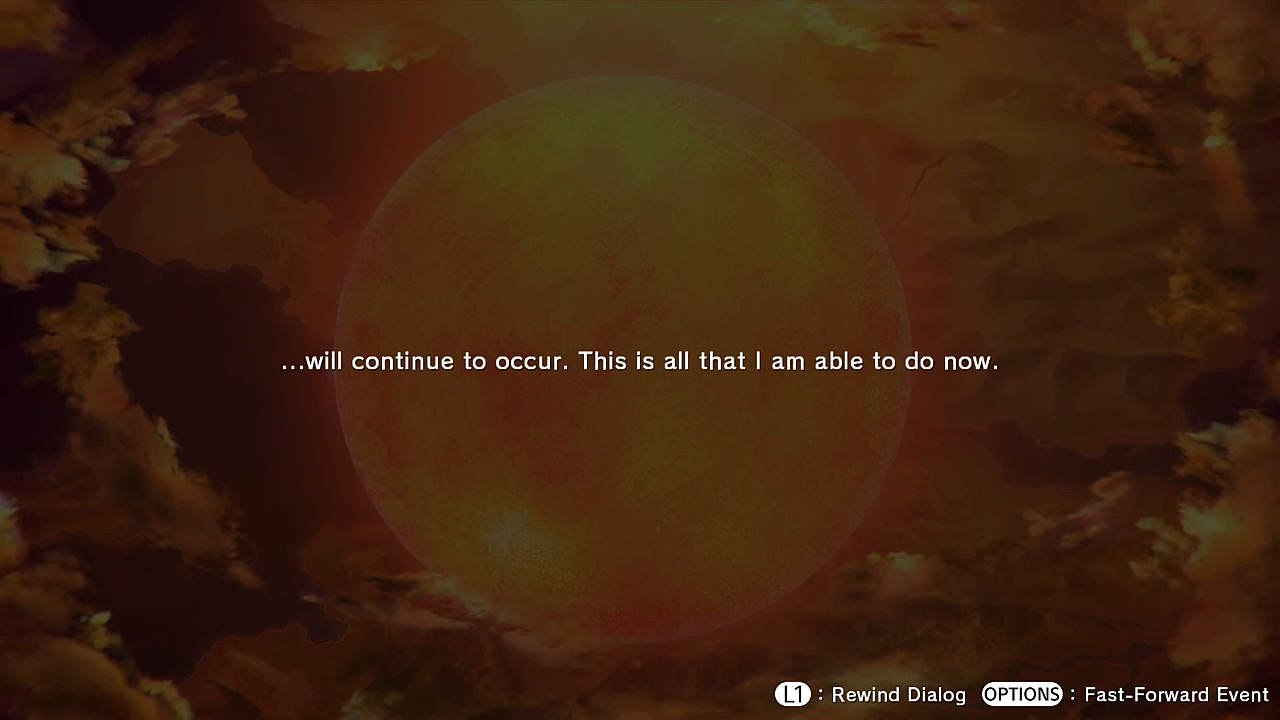 ...will continue to occur. This is all that I am able to do now.
L1 : Rewind Dialog OPTIONS : Fast-Forward Event